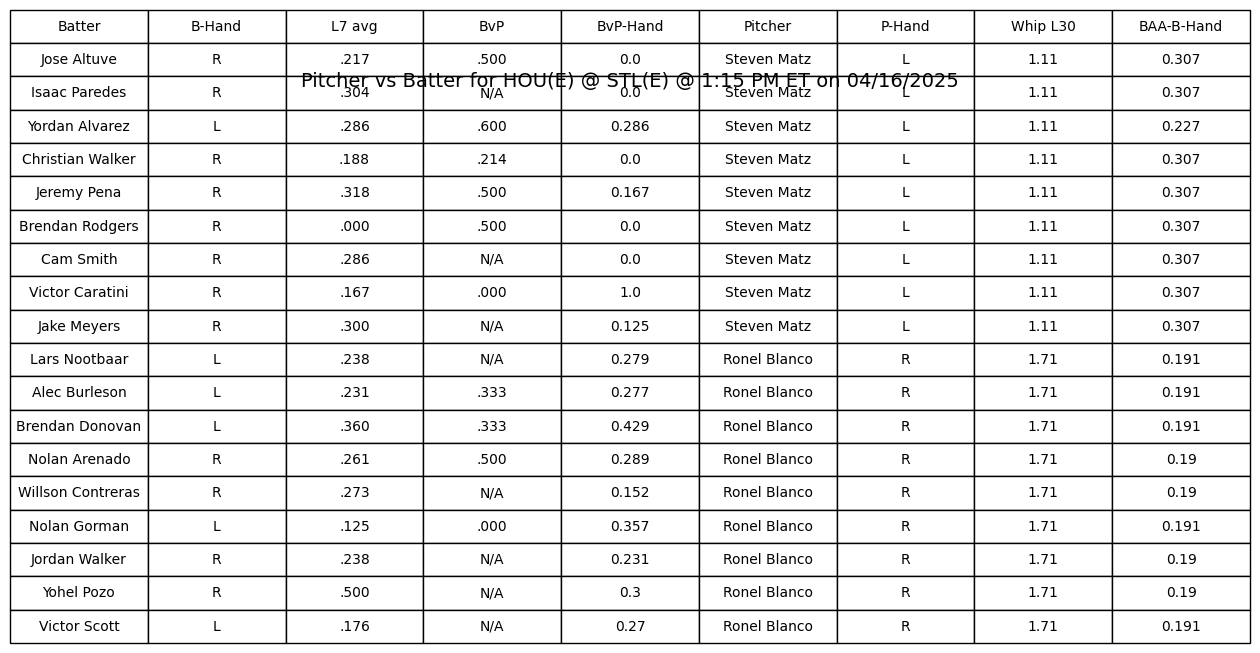 Batter B-Hand L7 avg BvP BvP-Hand Pitcher P-Hand Whip L30 BAA-B-Hand
Jose Altuve R .217 .500 0.0 Steven Matz L 1.11 0.307
Pitcher vs Batter for HOU(E) @ STL(E) @ 1:15 PM ET on 04/16/2025
Isaac Paredes R .304 N/A 0.0 Steven Matz L 1.11 0.307
Yordan Alvarez L .286 .600 0.286 Steven Matz L 1.11 0.227
Christian Walker R .188 .214 0.0 Steven Matz L 1.11 0.307
Jeremy Pena R .318 .500 0.167 Steven Matz L 1.11 0.307
Brendan Rodgers R .000 .500 0.0 Steven Matz L 1.11 0.307
Cam Smith R .286 N/A 0.0 Steven Matz L 1.11 0.307
Victor Caratini R .167 .000 1.0 Steven Matz L 1.11 0.307
Jake Meyers R .300 N/A 0.125 Steven Matz L 1.11 0.307
Lars Nootbaar L .238 N/A 0.279 Ronel Blanco R 1.71 0.191
Alec Burleson L .231 .333 0.277 Ronel Blanco R 1.71 0.191
Brendan Donovan L .360 .333 0.429 Ronel Blanco R 1.71 0.191
Nolan Arenado R .261 .500 0.289 Ronel Blanco R 1.71 0.19
Willson Contreras R .273 N/A 0.152 Ronel Blanco R 1.71 0.19
Nolan Gorman L .125 .000 0.357 Ronel Blanco R 1.71 0.191
Jordan Walker R .238 N/A 0.231 Ronel Blanco R 1.71 0.19
Yohel Pozo R .500 N/A 0.3 Ronel Blanco R 1.71 0.19
Victor Scott L .176 N/A 0.27 Ronel Blanco R 1.71 0.191